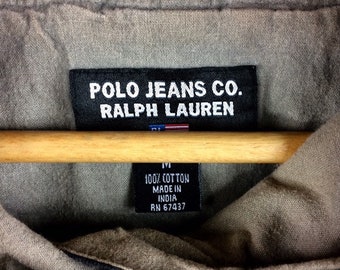 POLO JEANS CO.
RALPH LAUREN
M
100% COTTON
MADE IN
INDIA
RN 67437